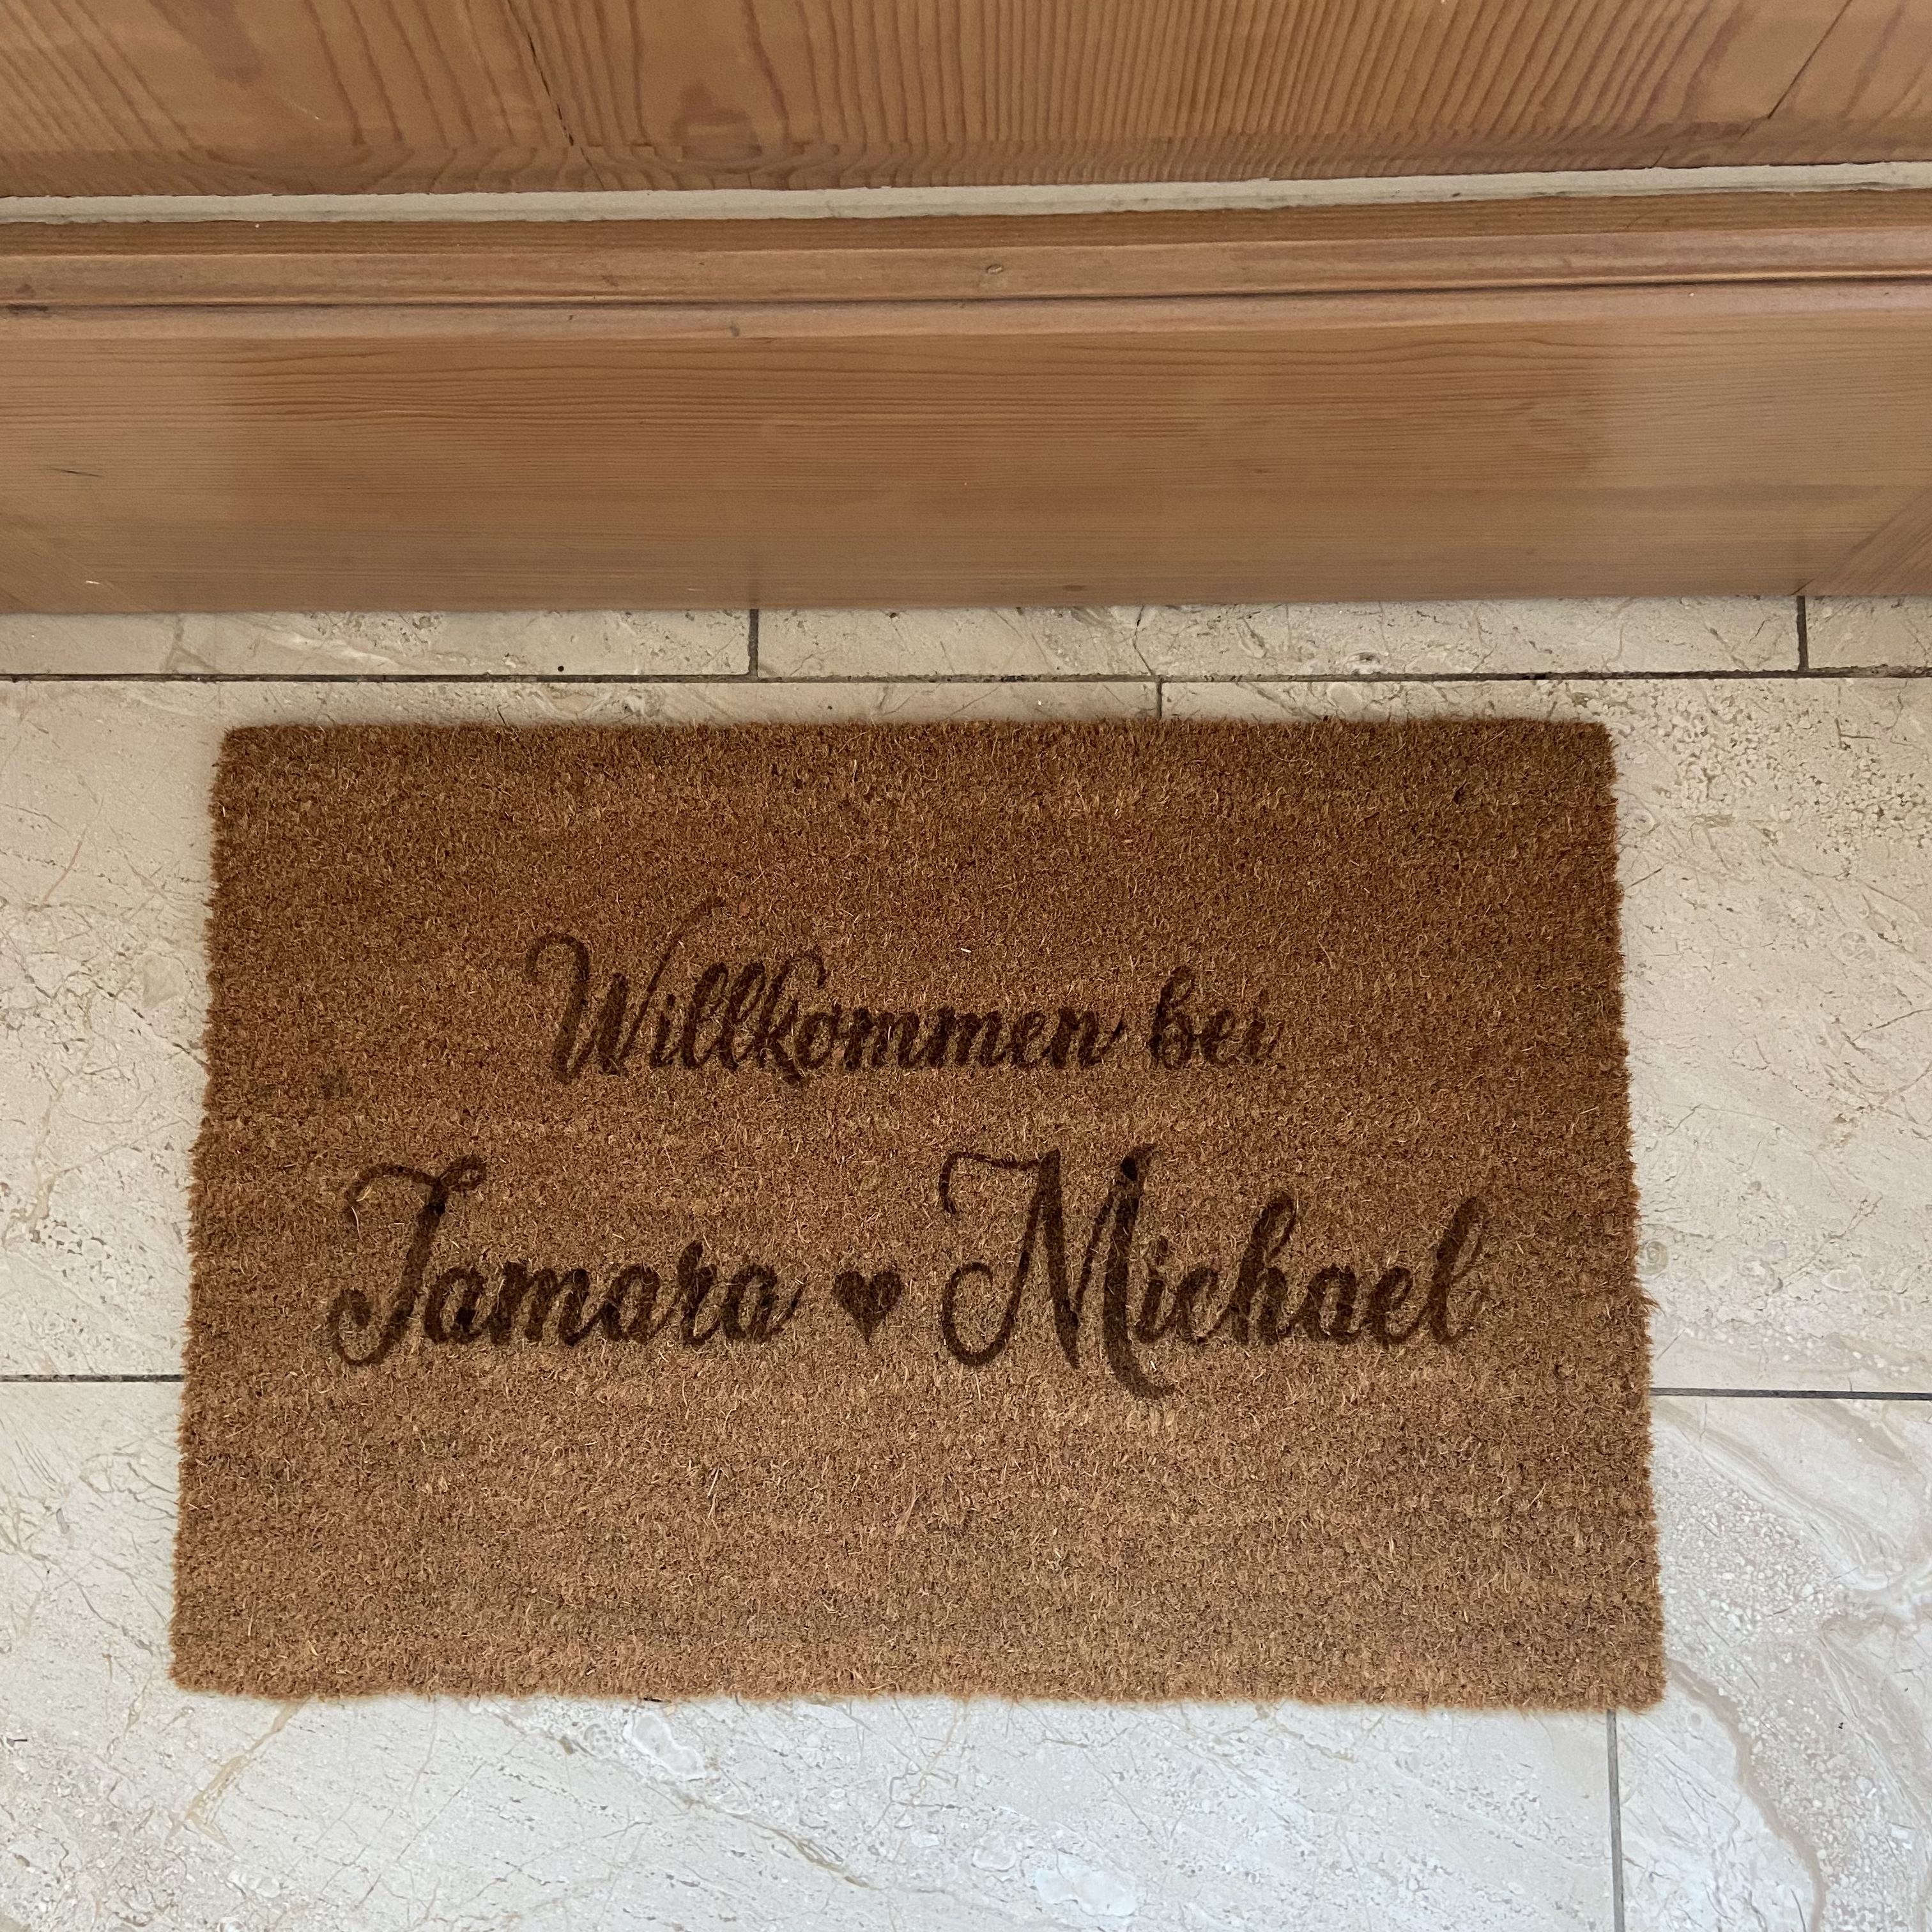 Willkommen bei
Tamara ♥ Michael